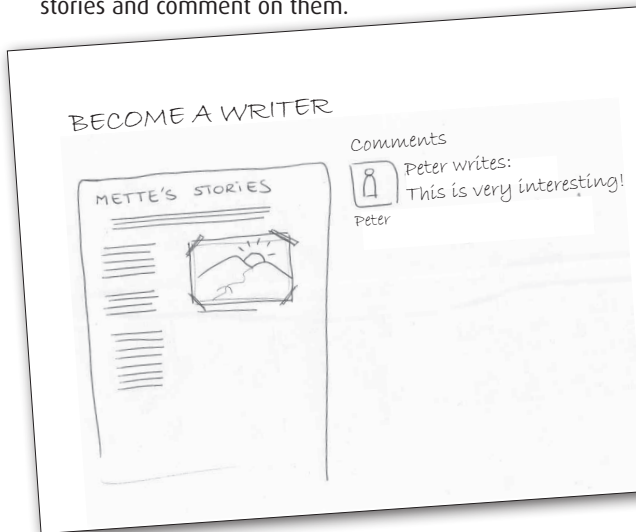 stories and comment on them.
BECOME A WRITER
METTE'S STORIES
Comments
Peter writes:
This is very interesting!
Peter